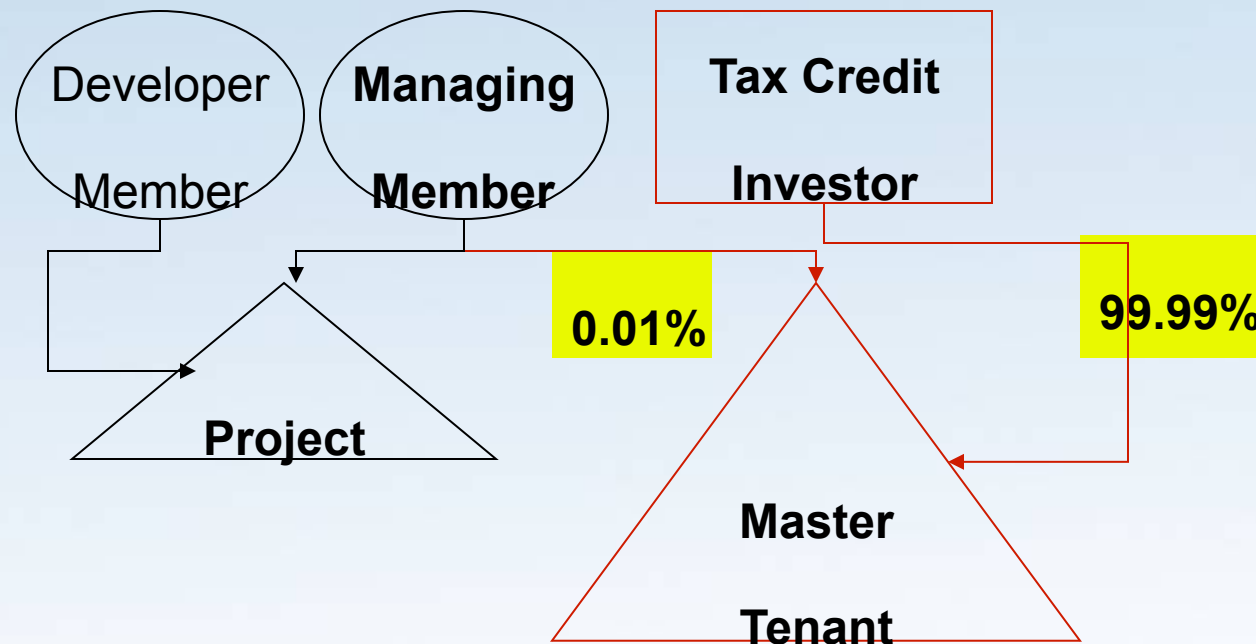 Developer
Member
Managing
Member
Tax Credit
Investor
0.01%
99.99%
Project
Master
Tenant